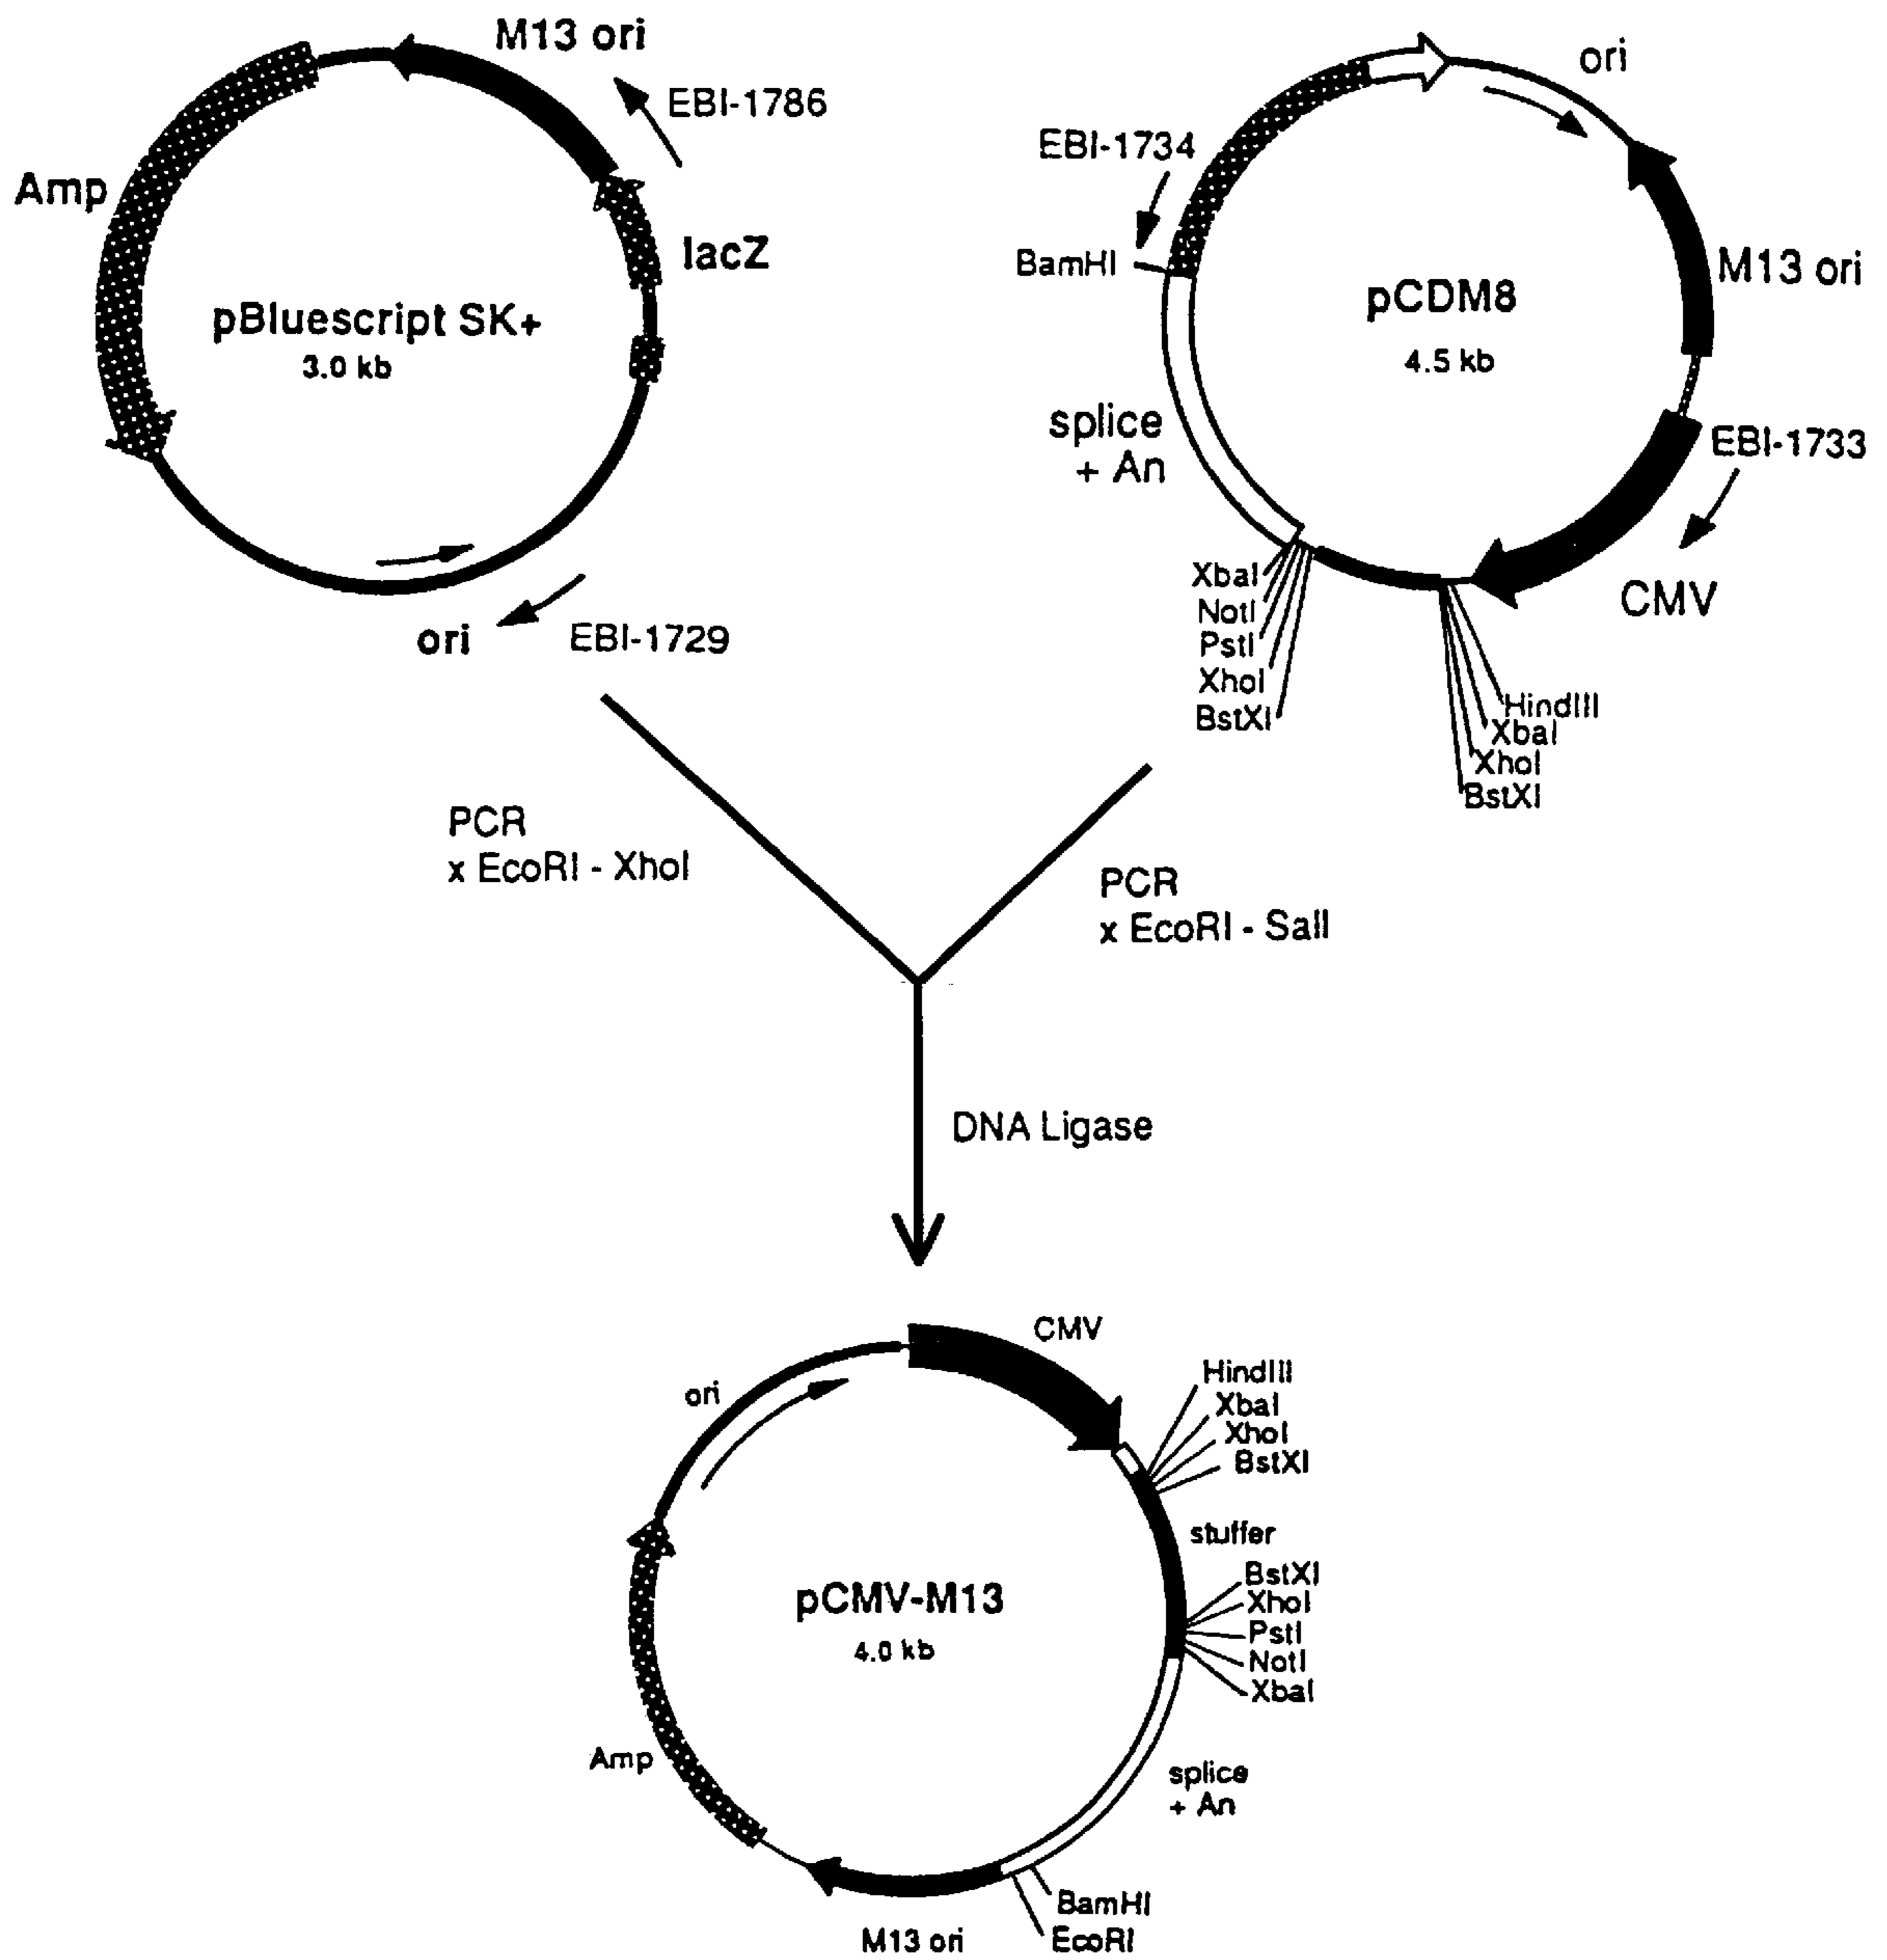 M13 ori
EBI-1786
Amp
lacZ
pBluescript SK+
3.0 kb
ori
EBI-1729
ori
EBI-1734
BamHI
M13 ori
pCDM8
4.5 kb
splice
+ An
EBI-1733
CMV
XbaI
NotI
PstI
XhoI
BstXI
HindIII
XbaI
XhoI
BstXI
PCR
x EcoRI - XhoI
PCR
x EcoRI - SalI
DNA Ligase
CMV
ori
HindIII
XbaI
XhoI
BstXI
stuffer
BstXI
XhoI
PstI
NotI
XbaI
pCMV-M13
4.0 kb
Amp
splice
+ An
BamHI
EcoRI
M13 ori